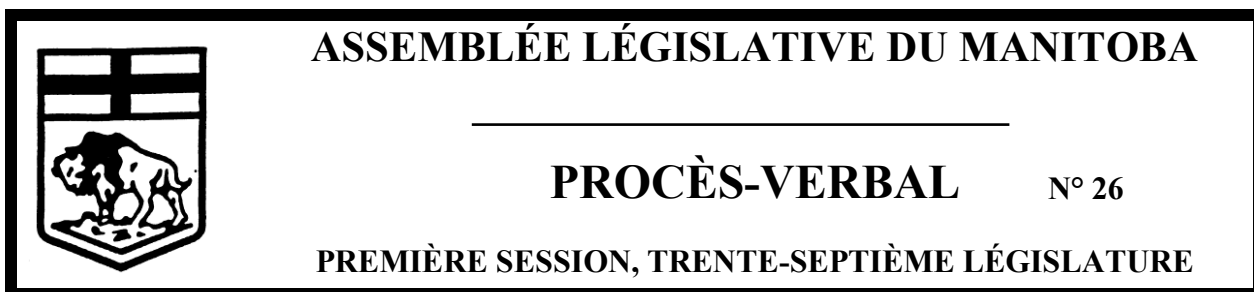 ASSEMBLÉE LÉGISLATIVE DU MANITOBA
PROCÈS-VERBAL N° 26
PREMIÈRE SESSION, TRENTE-SEPTIÈME LÉGISLATURE